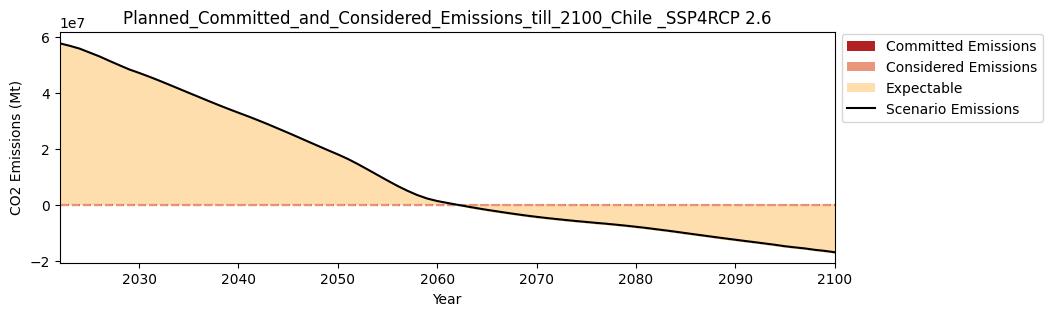 Planned_Committed_and_Considered_Emissions_till_2100_Chile _SSP4RCP 2.6
1e7
6
4
2
0
−2
CO2 Emissions (Mt)
2030 2040 2050 2060 2070 2080 2090 2100
Year
Committed Emissions
Considered Emissions
Expectable
Scenario Emissions